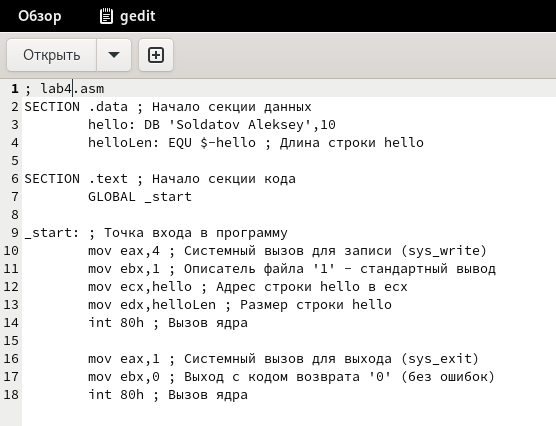 Обзор gedit
Открыть
1 ; lab4.asm
2 SECTION .data ; Начало секции данных
3 hello: DB 'Soldatov Aleksey',10
4 helloLen: EQU $-hello ; Длина строки hello
5
6 SECTION .text ; Начало секции кода
7 GLOBAL _start
8
9 _start: ; Точка входа в программу
10 mov eax,4 ; Системный вызов для записи (sys_write)
11 mov ebx,1 ; Описатель файла '1' - стандартный вывод
12 mov ecx,hello ; Адрес строки hello в ecx
13 mov edx,helloLen ; Размер строки hello
14 int 80h ; Вызов ядра
15
16 mov eax,1 ; Системный вызов для выхода (sys_exit)
17 mov ebx,0 ; Выход с кодом возврата '0' (без ошибок)
18 int 80h ; Вызов ядра